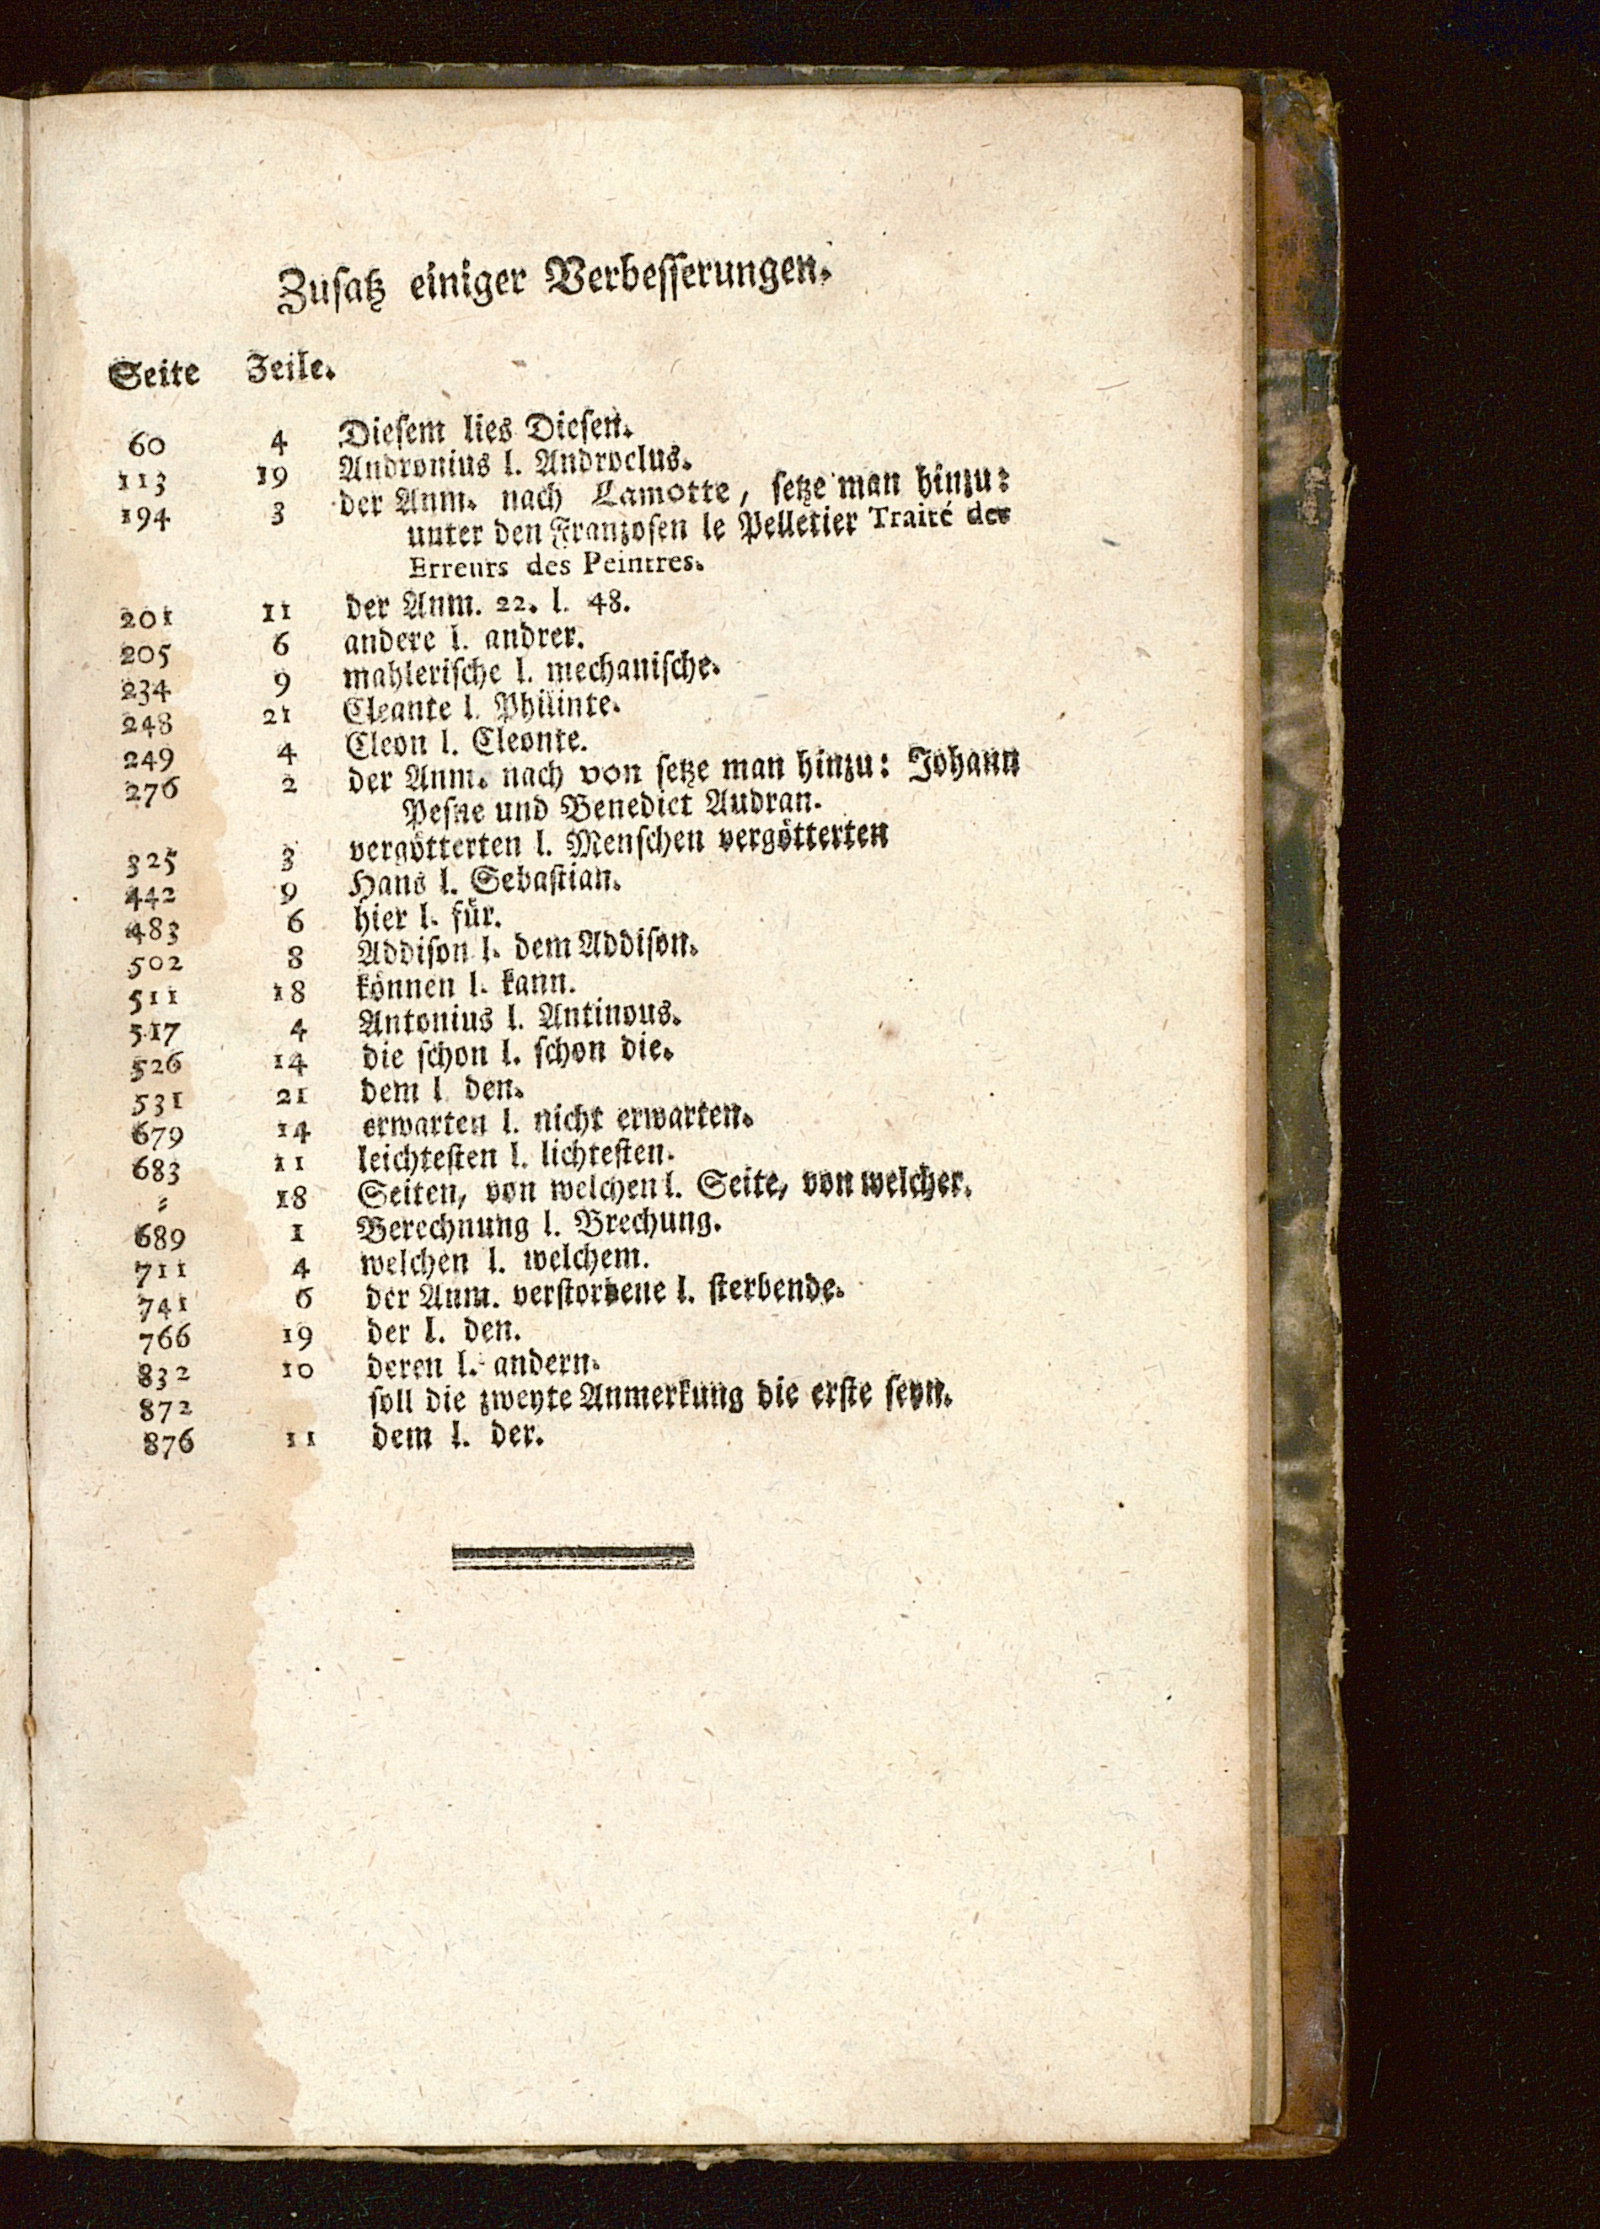 Zusatz einiger Verbesserungen.
Seite Zeile.
60 4 Diesem lies Diesen.
113 19 Andronius l. Androclus.
194 3 der Anm. nach Lamotte, setze man hinzu:
unter den Franzosen le Pelletier Traité des
Erreurs des Peintres.
201 11 der Anm. 22. l. 48.
205 6 andere l. andrer.
234 9 mahlerische l. mechanische.
248 21 Cleante l. Philinte.
249 4 Cleon l. Cleonte.
276 2 der Anm. nach von setze man hinzu: Johann
Pesne und Benedict Audran.
325 3 vergötterten l. Menschen vergötterten
442 9 Hans l. Sebastian.
483 6 hier l. für.
502 8 Addison l. dem Addison.
511 18 können l. kann.
517 4 Antonius l. Antinous.
526 14 die schon l. schon die.
531 21 dem l den.
679 14 erwarten l. nicht erwarten.
683 11 leichtesten l. lichtesten.
= 18 Seiten, von welchen l. Seite, von welcher.
689 1 Berechnung l. Brechung.
711 4 welchen l. welchem.
741 6 der Anm. verstorbene l. sterbende.
766 19 der l. den.
832 10 deren l. andern.
872 soll die zweyte Anmerkung die erste seyn.
876 11 dem l. der.